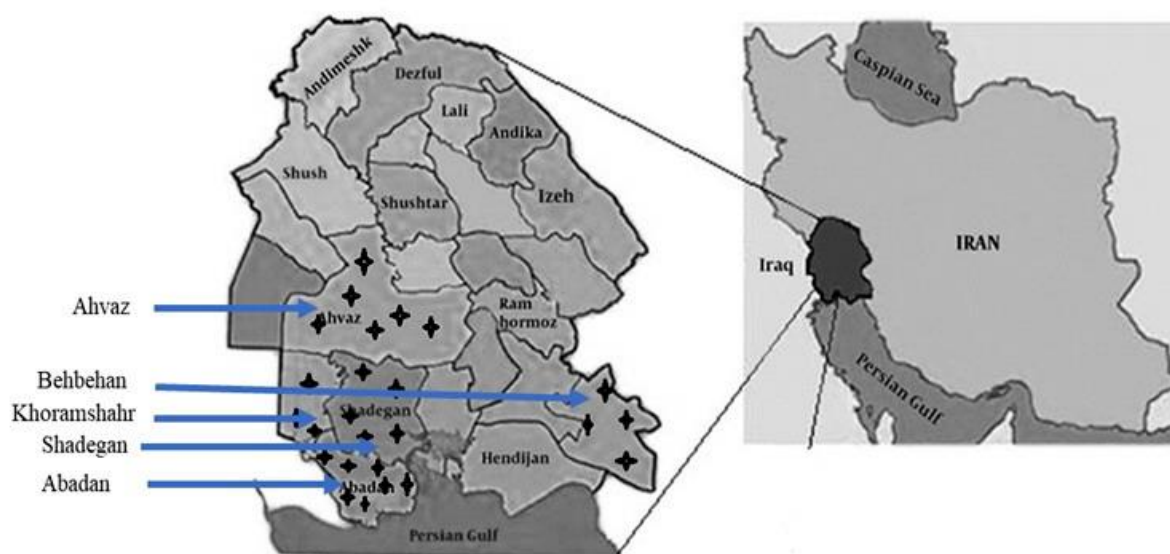 Andimeshk
Dezful
Lali
Andika
Shush
Shushtar
Izeh
Ahvaz
Ahvaz
Ram
hormoz
Behbehan
Khoramshahr
Shadegan
Shadegan
Abadan
Abadan
Hendijan
Persian Gulf
Caspian Sea
IRAN
Iraq
Persian Gulf